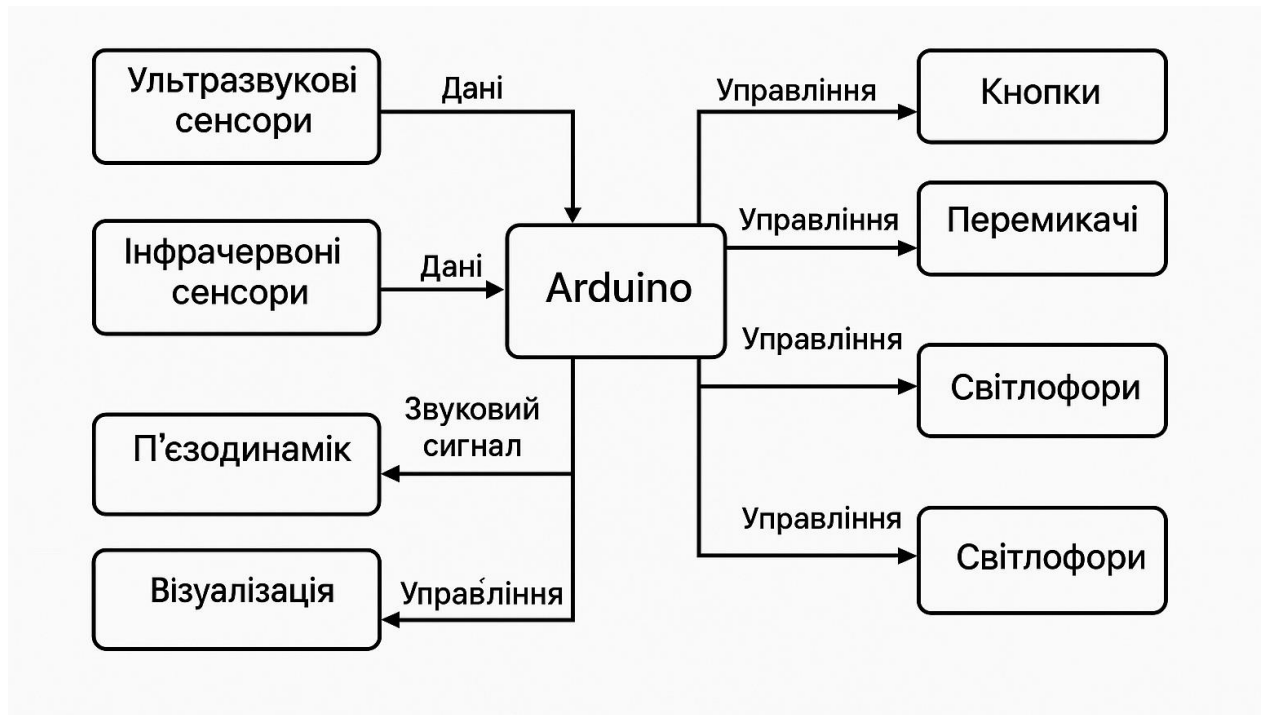 Ультразвукові
сенсори
Дані
Управління
Кнопки
Управління
Перемикачі
Інфрачервоні
сенсори
Дані
Arduino
Управління
Світлофори
Звуковий
сигнал
П’єзодинамік
Управління
Світлофори
Візуалізація
Управління